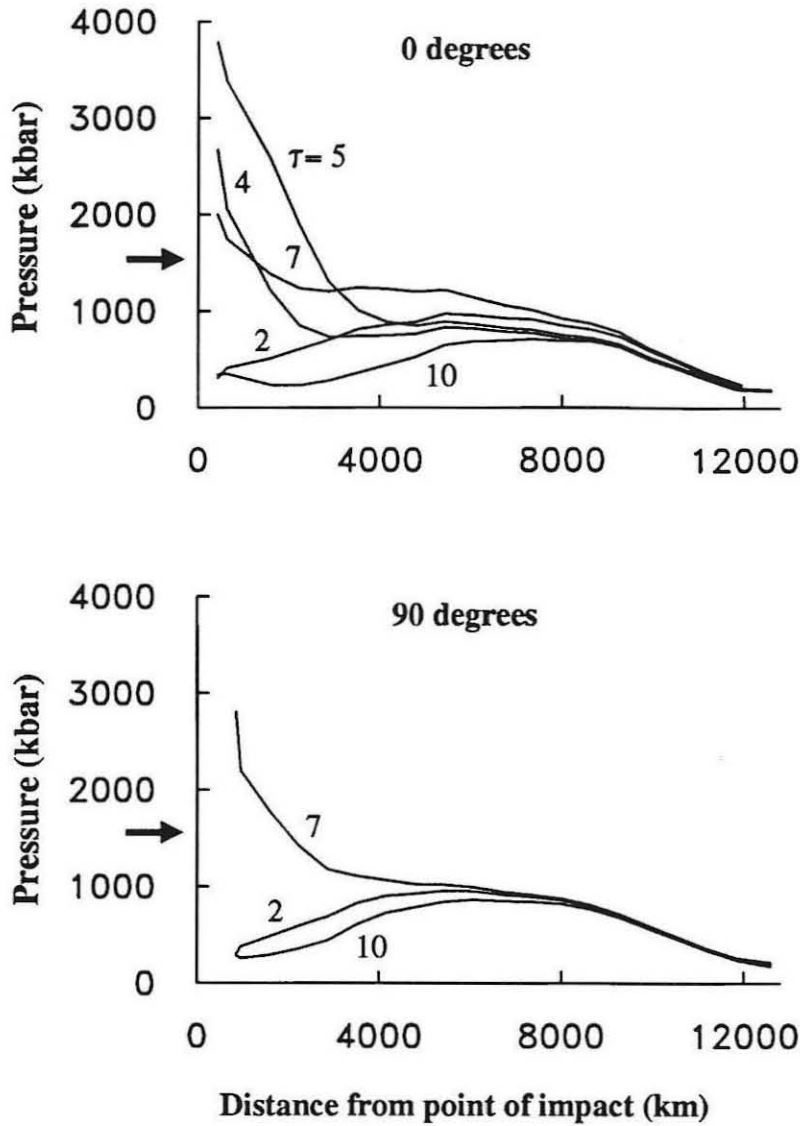 4000
0 degrees
3000
τ= 5
4
2000
7
1000
2
10
0
Pressure (kbar)
0 4000 8000 12000
4000
90 degrees
3000
2000
7
1000
2
10
0
Pressure (kbar)
0 4000 8000 12000
Distance from point of impact (km)